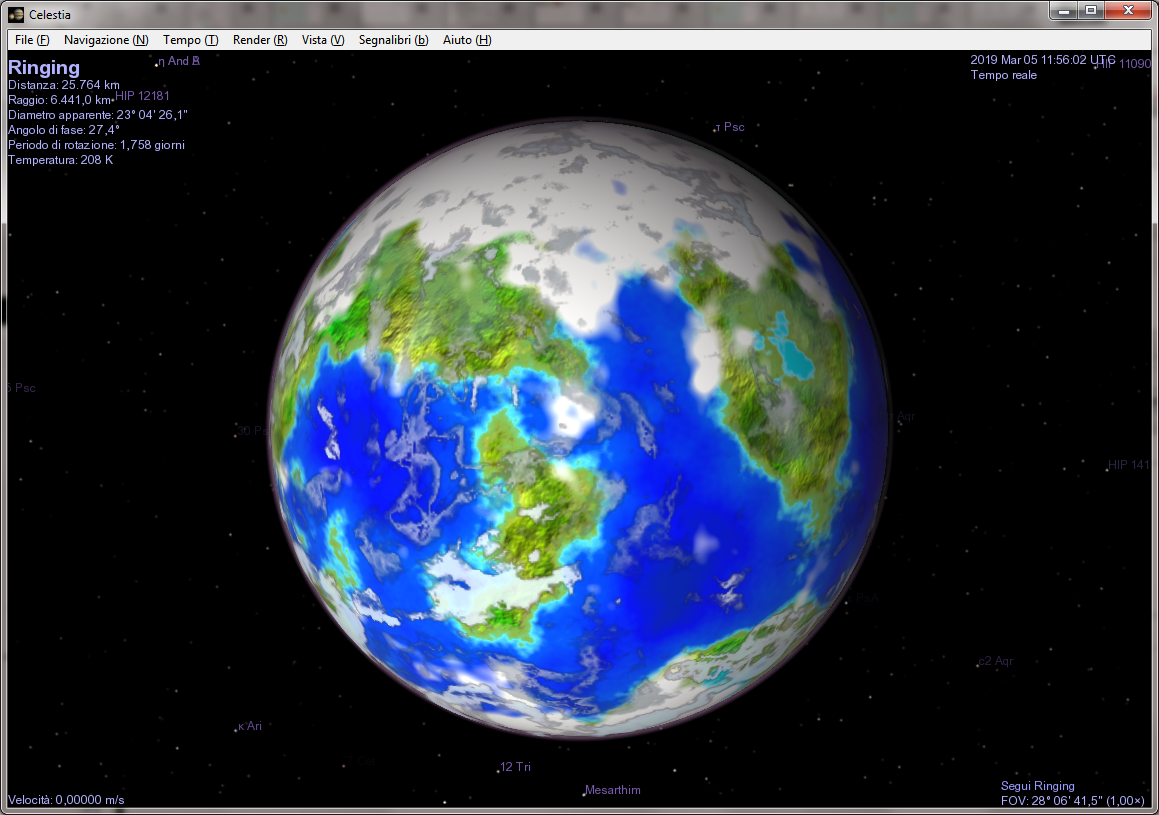 Celestia
File (F) Navigazione (N) Tempo (T) Render (R) Vista (V) Segnalibri (b) Aiuto (H)
Ringing
Distanza: 25.764 km
Raggio: 6.441,0 km
Diametro apparente: 23° 04' 26,1"
Angolo di fase: 27,4°
Periodo di rotazione: 1,758 giorni
Temperatura: 208 K
η And
2019 Mar 05 11:56:02 UTC
Tempo reale
HIP 11090
HIP 12181
τ Psc
Psc
30
Aqr
HIP 141
c2 Aqr
κ Ari
12 Tri
Mesarthim
Velocità: 0,00000 m/s
Segui Ringing
FOV: 28° 06' 41,5" (1,00×)